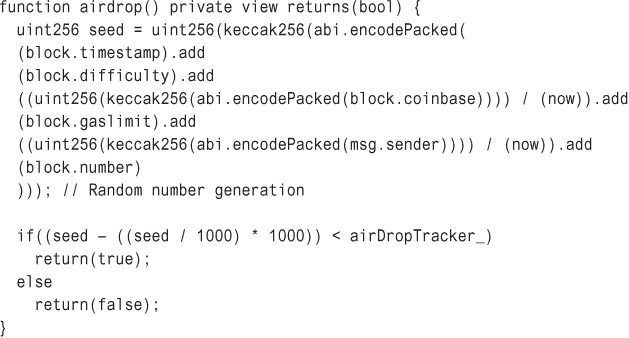 function airdrop() private view returns(bool) {
uint256 seed = uint256(keccak256(abi.encodePacked(
(block.timestamp).add
(block.difficulty).add
((uint256(keccak256(abi.encodePacked(block.coinbase)))) / (now)).add
(block.gaslimit).add
((uint256(keccak256(abi.encodePacked(msg.sender)))) / (now)).add
(block.number)
))); // Random number generation
if((seed – ((seed / 1000) * 1000)) < airDropTracker_)
return(true);
else
return(false);
}